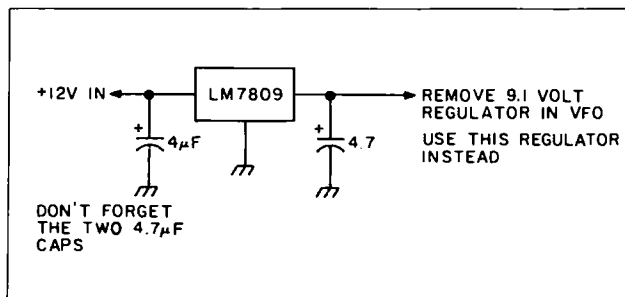 +12V IN
LM7809
REMOVE 9.1 VOLT
REGULATOR IN VFO
USE THIS REGULATOR
INSTEAD
+
4µF
+
4.7
DON'T FORGET
THE TWO 4.7µF
CAPS